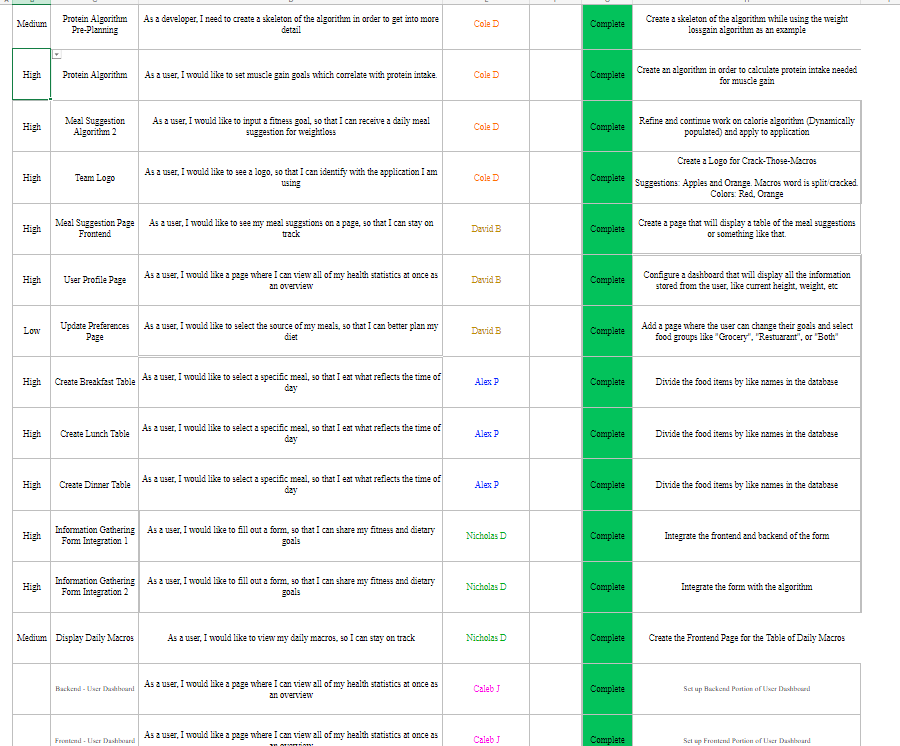 Medium
Protein Algorithm
Pre-Planning
As a developer, I need to create a skeleton of the algorithm in order to get into more
detail
Cole D
Complete
Create a skeleton of the algorithm while using the weight
lossgain algorithm as an example
High
Protein Algorithm
As a user, I would like to set muscle gain goals which correlate with protein intake.
Cole D
Complete
Create an algorithm in order to calculate protein intake needed
for muscle gain
High
Meal Suggestion
Algorithm 2
As a user, I would like to input a fitness goal, so that I can receive a daily meal
suggestion for weightloss
Cole D
Complete
Refine and continue work on calorie algorithm (Dynamically
populated) and apply to application
High
Team Logo
As a user, I would like to see a logo, so that I can identify with the application I am
using
Cole D
Complete
Create a Logo for Crack-Those-Macros
Suggestions: Apples and Orange. Macros word is split/cracked.
Colors: Red, Orange
High
Meal Suggestion Page
Frontend
As a user, I would like to see my meal suggstions on a page, so that I can stay on
track
David B
Complete
Create a page that will display a table of the meal suggestions
or something like that.
High
User Profile Page
As a user, I would like a page where I can view all of my health statistics at once as
an overview
David B
Complete
Configure a dashboard that will display all the information
stored from the user, like current height, weight, etc
Low
Update Preferences
Page
As a user, I would like to select the source of my meals, so that I can better plan my
diet
David B
Complete
Add a page where the user can change their goals and select
food groups like "Grocery", "Restuarant", or "Both"
High
Create Breakfast Table
As a user, I would like to select a specific meal, so that I eat what reflects the time of
day
Alex P
Complete
Divide the food items by like names in the database
High
Create Lunch Table
As a user, I would like to select a specific meal, so that I eat what reflects the time of
day
Alex P
Complete
Divide the food items by like names in the database
High
Create Dinner Table
As a user, I would like to select a specific meal, so that I eat what reflects the time of
day
Alex P
Complete
Divide the food items by like names in the database
High
Information Gathering
Form Integration 1
As a user, I would like to fill out a form, so that I can share my fitness and dietary
goals
Nicholas D
Complete
Integrate the frontend and backend of the form
High
Information Gathering
Form Integration 2
As a user, I would like to fill out a form, so that I can share my fitness and dietary
goals
Nicholas D
Complete
Integrate the form with the algorithm
Medium
Display Daily Macros
As a user, I would like to view my daily macros, so I can stay on track
Nicholas D
Complete
Create the Frontend Page for the Table of Daily Macros
Backend - User Dashboard
As a user, I would like a page where I can view all of my health statistics at once as
an overview
Caleb J
Complete
Set up Backend Portion of User Dashboard
Frontend - User Dashboard
As a user, I would like a page where I can view all of my health statistics at once as
an overview
Caleb J
Complete
Set up Frontend Portion of User Dashboard